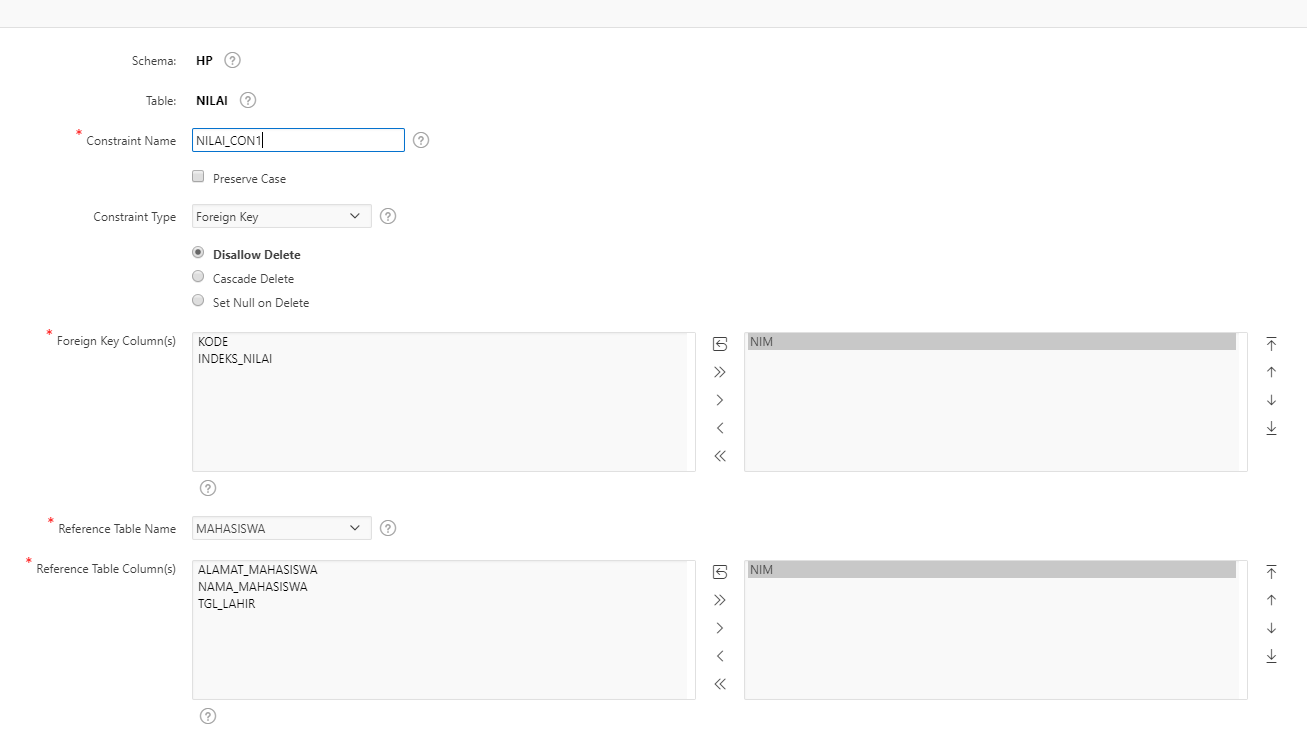 Schema: HP ?
Table: NILAI ?
* Constraint Name NILAI_CON1 ?
Preserve Case
Constraint Type Foreign Key ?
Disallow Delete
Cascade Delete
Set Null on Delete
* Foreign Key Column(s) KODE NIM
INDEKS_NILAI
?
* Reference Table Name MAHASISWA ?
* Reference Table Column(s) ALAMAT_MAHASISWA NIM
NAMA_MAHASISWA
TGL_LAHIR
?